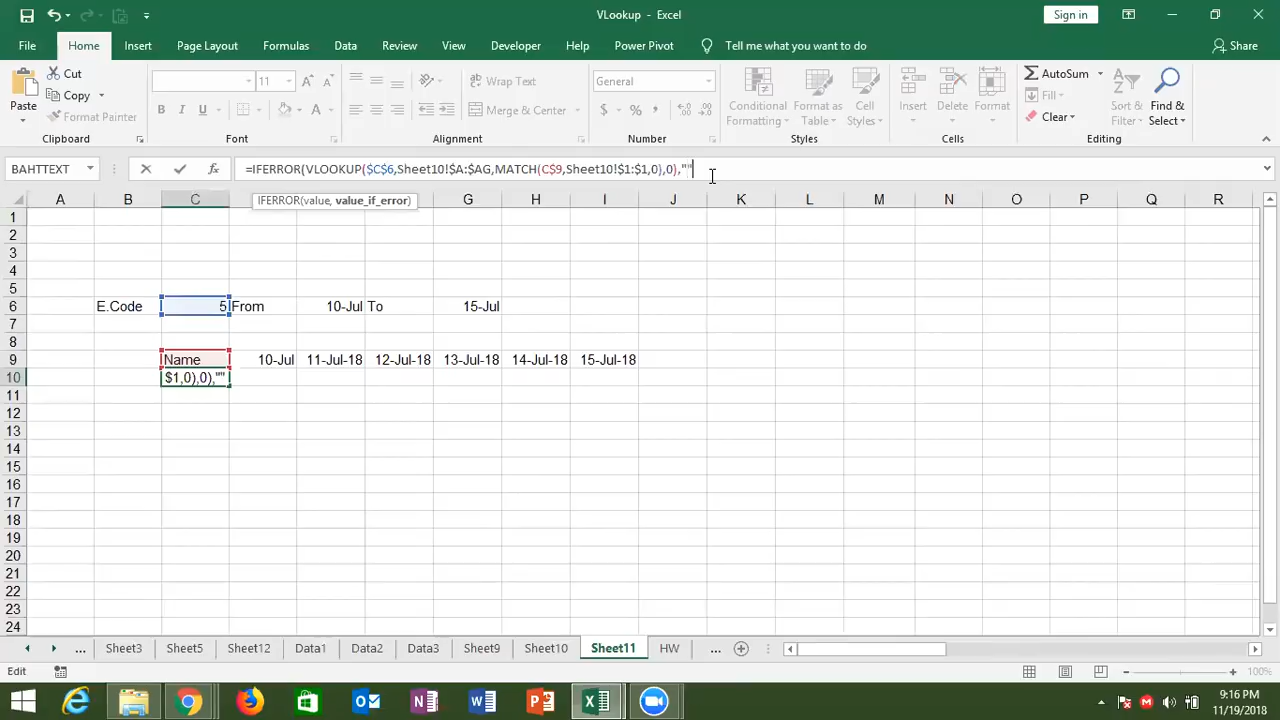 VLookup - Excel
Sign in
File Home Insert Page Layout Formulas Data Review View Developer Help Power Pivot Tell me what you want to do Share
Paste Cut Copy Format Painter
11
Wrap Text
Merge & Center
General
Conditional Formatting
Format as Table
Cell Styles
Insert Delete Format
AutoSum
Fill
Clear
Sort & Filter
Find & Select
Clipboard Font Alignment Number Styles Cells Editing
BAHTTEXT fx =IFERROR(VLOOKUP($C$6,Sheet10!$A:$AG,MATCH(C$9,Sheet10!$1:$1,0),0),""
IFERROR(value, value_if_error)
A B C G H I J K L M N O P Q R
1
2
3
4
5
6 E.Code 5 From 10-Jul To 15-Jul
7
8
9 Name 10-Jul 11-Jul-18 12-Jul-18 13-Jul-18 14-Jul-18 15-Jul-18
10 $1,0),0),""
11
12
13
14
15
16
17
18
19
20
21
22
23
24
... Sheet3 Sheet5 Sheet12 Data1 Data2 Data3 Sheet9 Sheet10 Sheet11 HW ...
Edit 100%
9:16 PM
11/19/2018